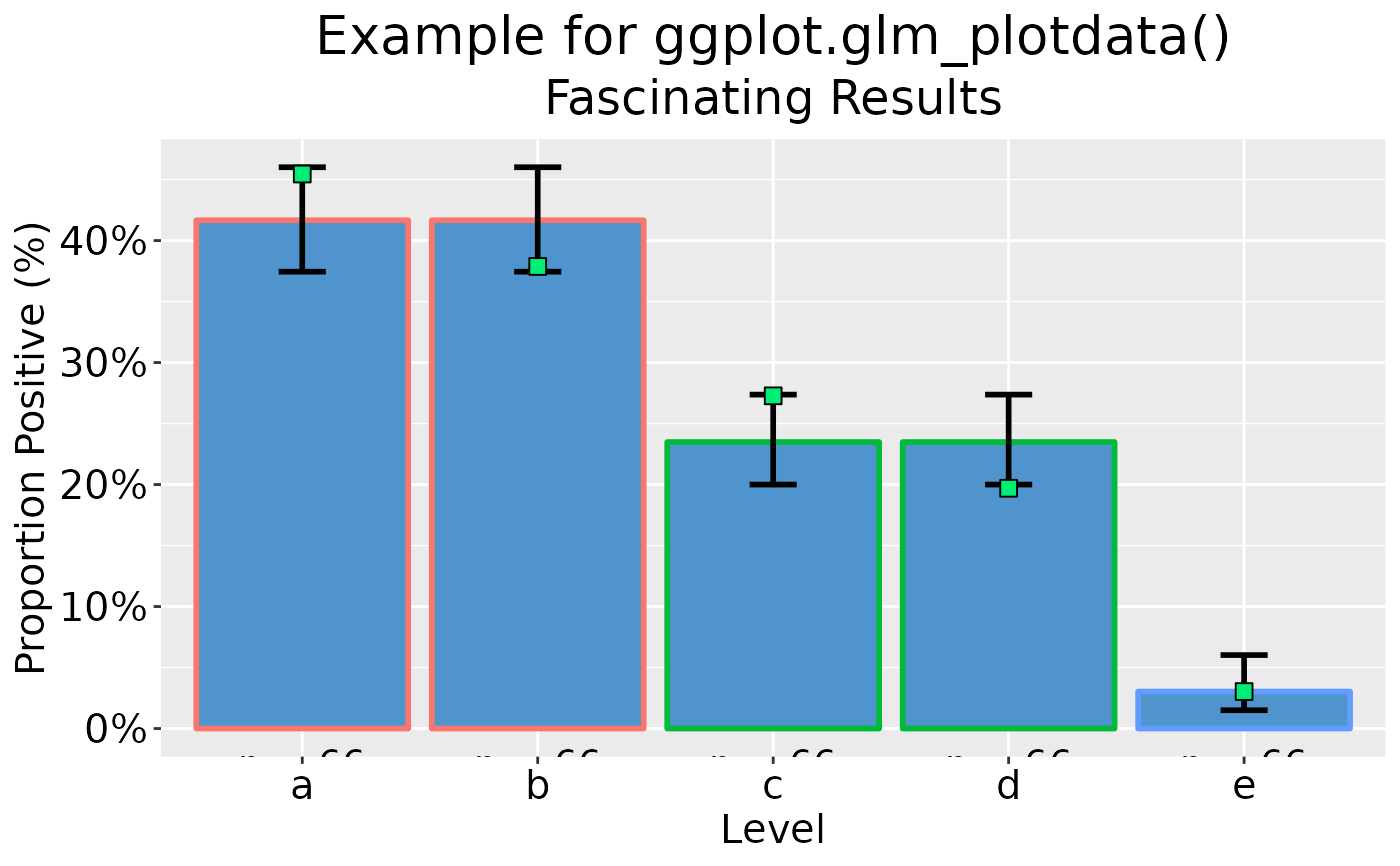 Example for ggplot.glm_plotdata()
Fascinating Results
Proportion Positive (%)
40%
30%
20%
10%
0%
a b c d e
Level